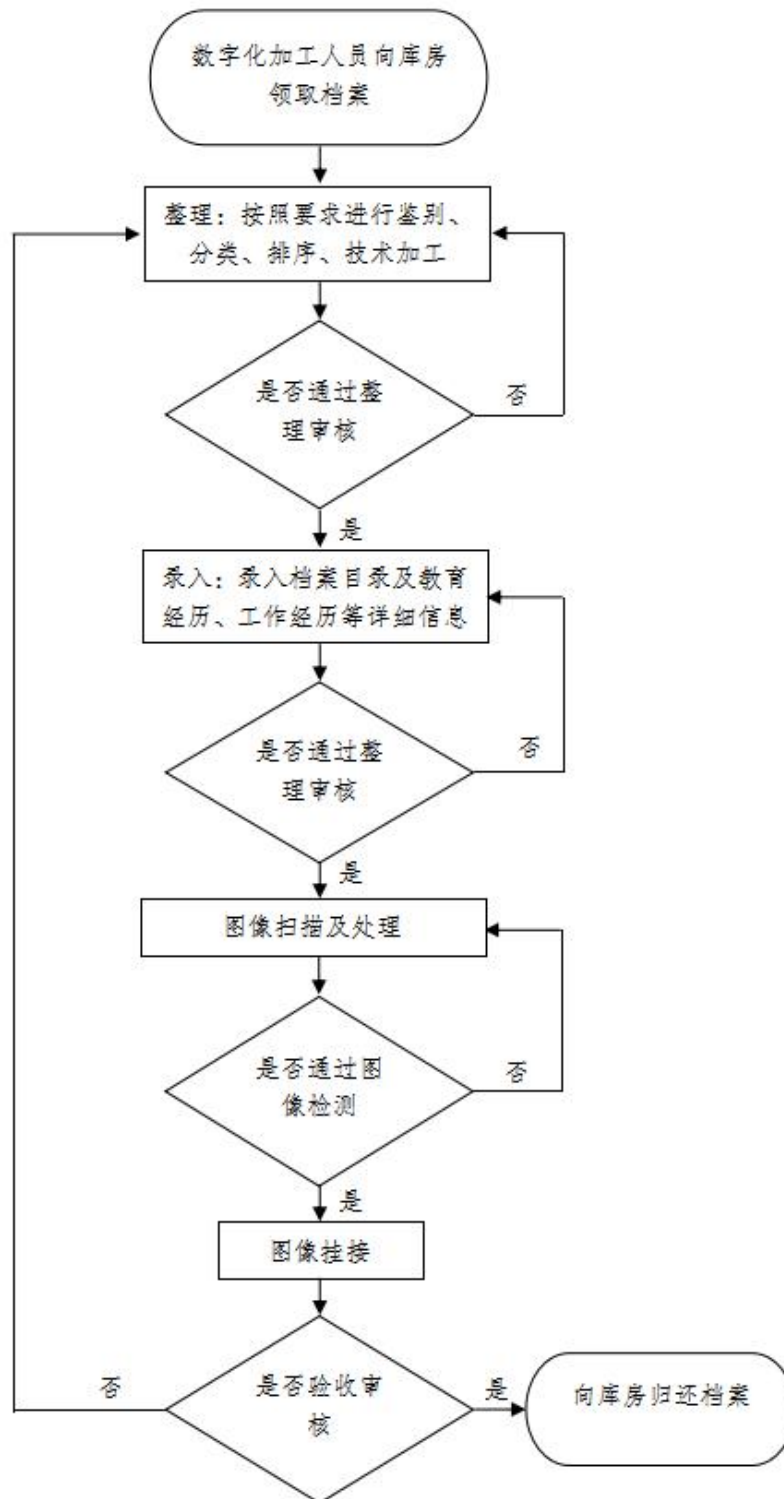 数字化加工人员向库房
领取档案
整理：按照要求进行鉴别、
分类、排序、技术加工
是否通过整
理审核
否
是
录入：录入档案目录及教育
经历、工作经历等详细信息
是否通过整
理审核
否
是
图像扫描及处理
是否通过图
像检测
否
是
图像挂接
否
是否验收审
核
是
向库房归还档案